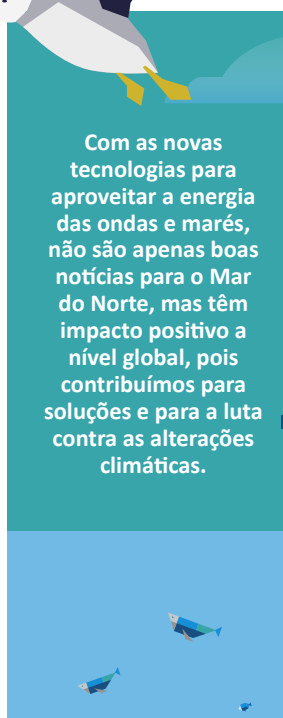 Com as novas
tecnologias para
aproveitar a energia
das ondas e marés,
não são apenas boas
notícias para o Mar
do Norte, mas têm
impacto positivo a
nível global, pois
contribuímos para
soluções e para a luta
contra as alterações
climáticas.